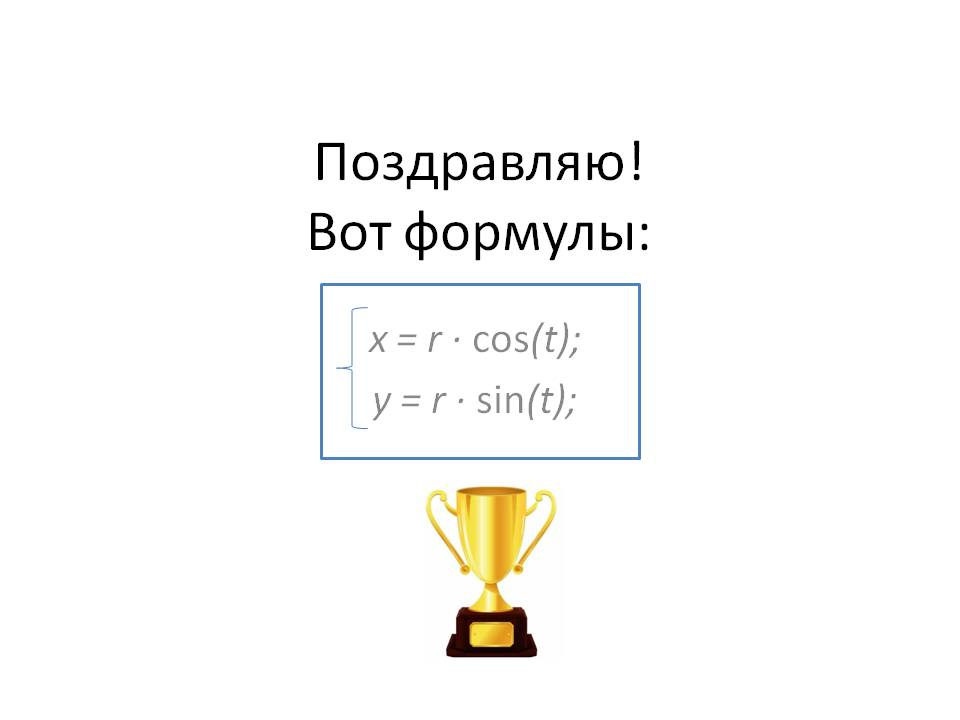 Поздравляю!
Вот формулы:
x = r · cos(t);
y = r · sin(t);